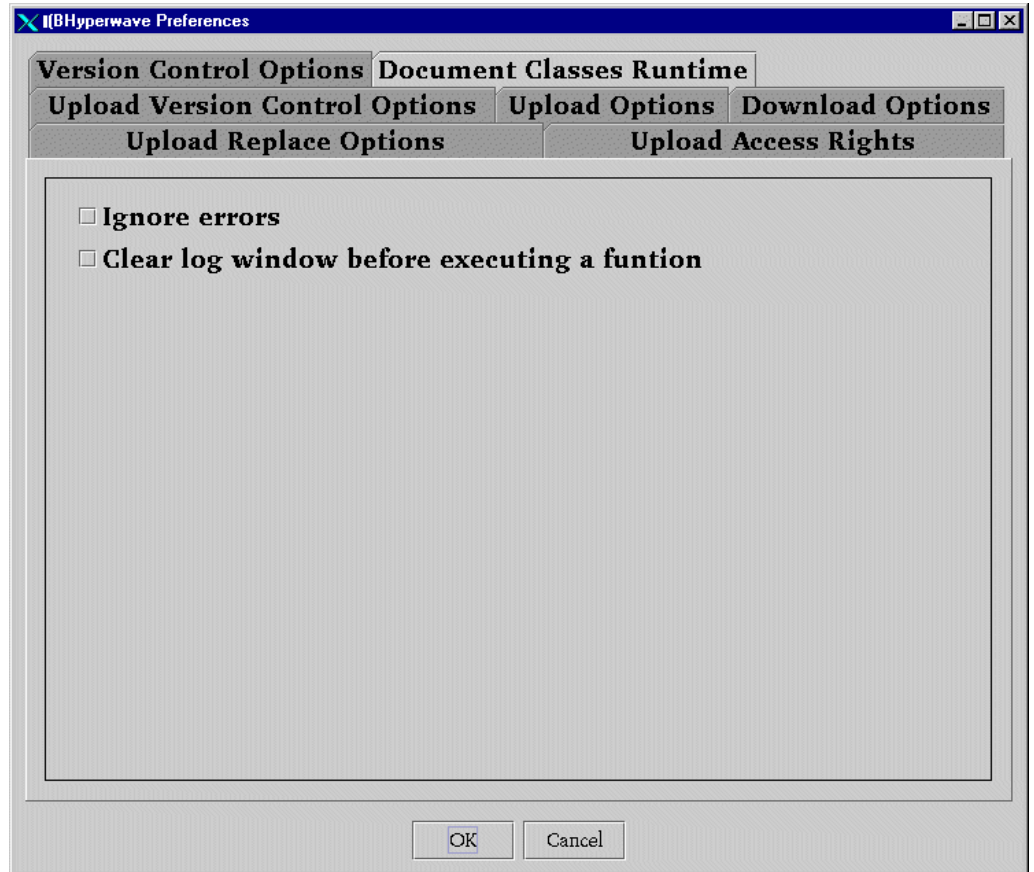 (BHyperwave Preferences
Version Control Options Document Classes Runtime
Upload Version Control Options Upload Options Download Options
Upload Replace Options Upload Access Rights
Ignore errors
Clear log window before executing a funtion
OK Cancel